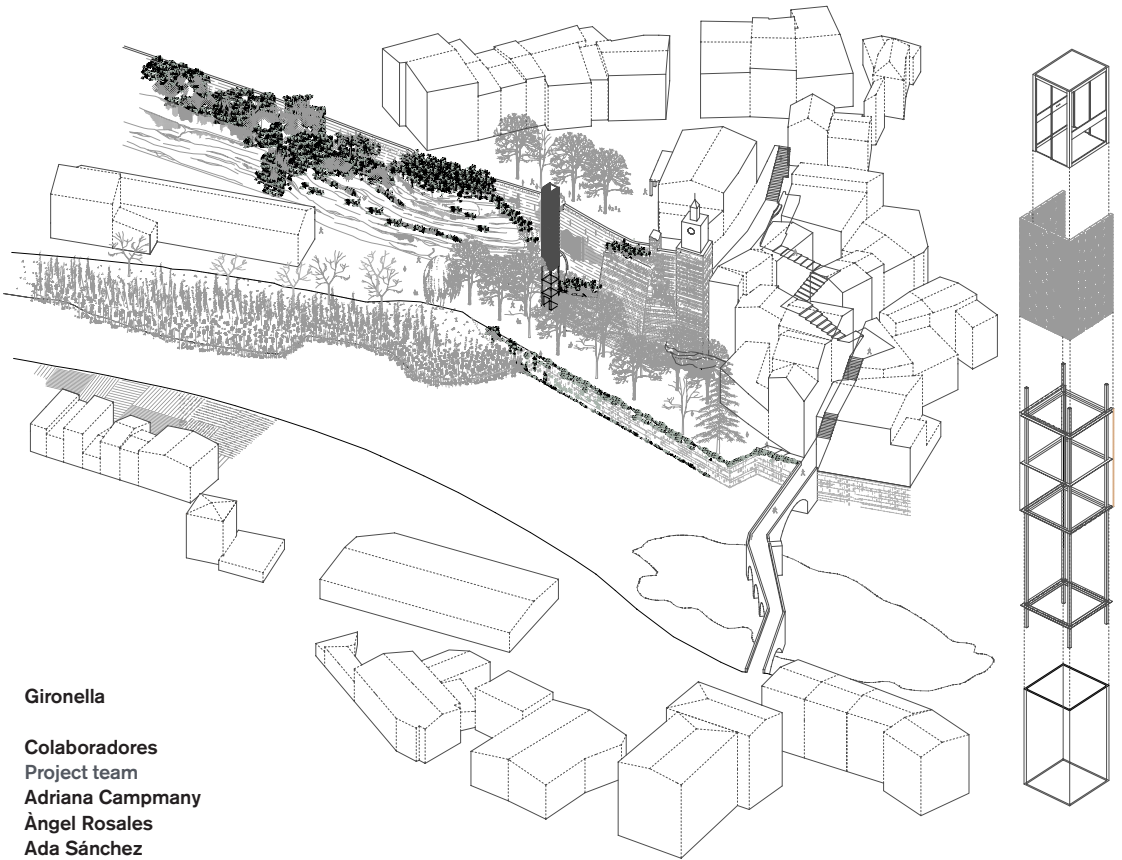 Gironella
Colaboradores
Project team
Adriana Campmany
Àngel Rosales
Ada Sánchez